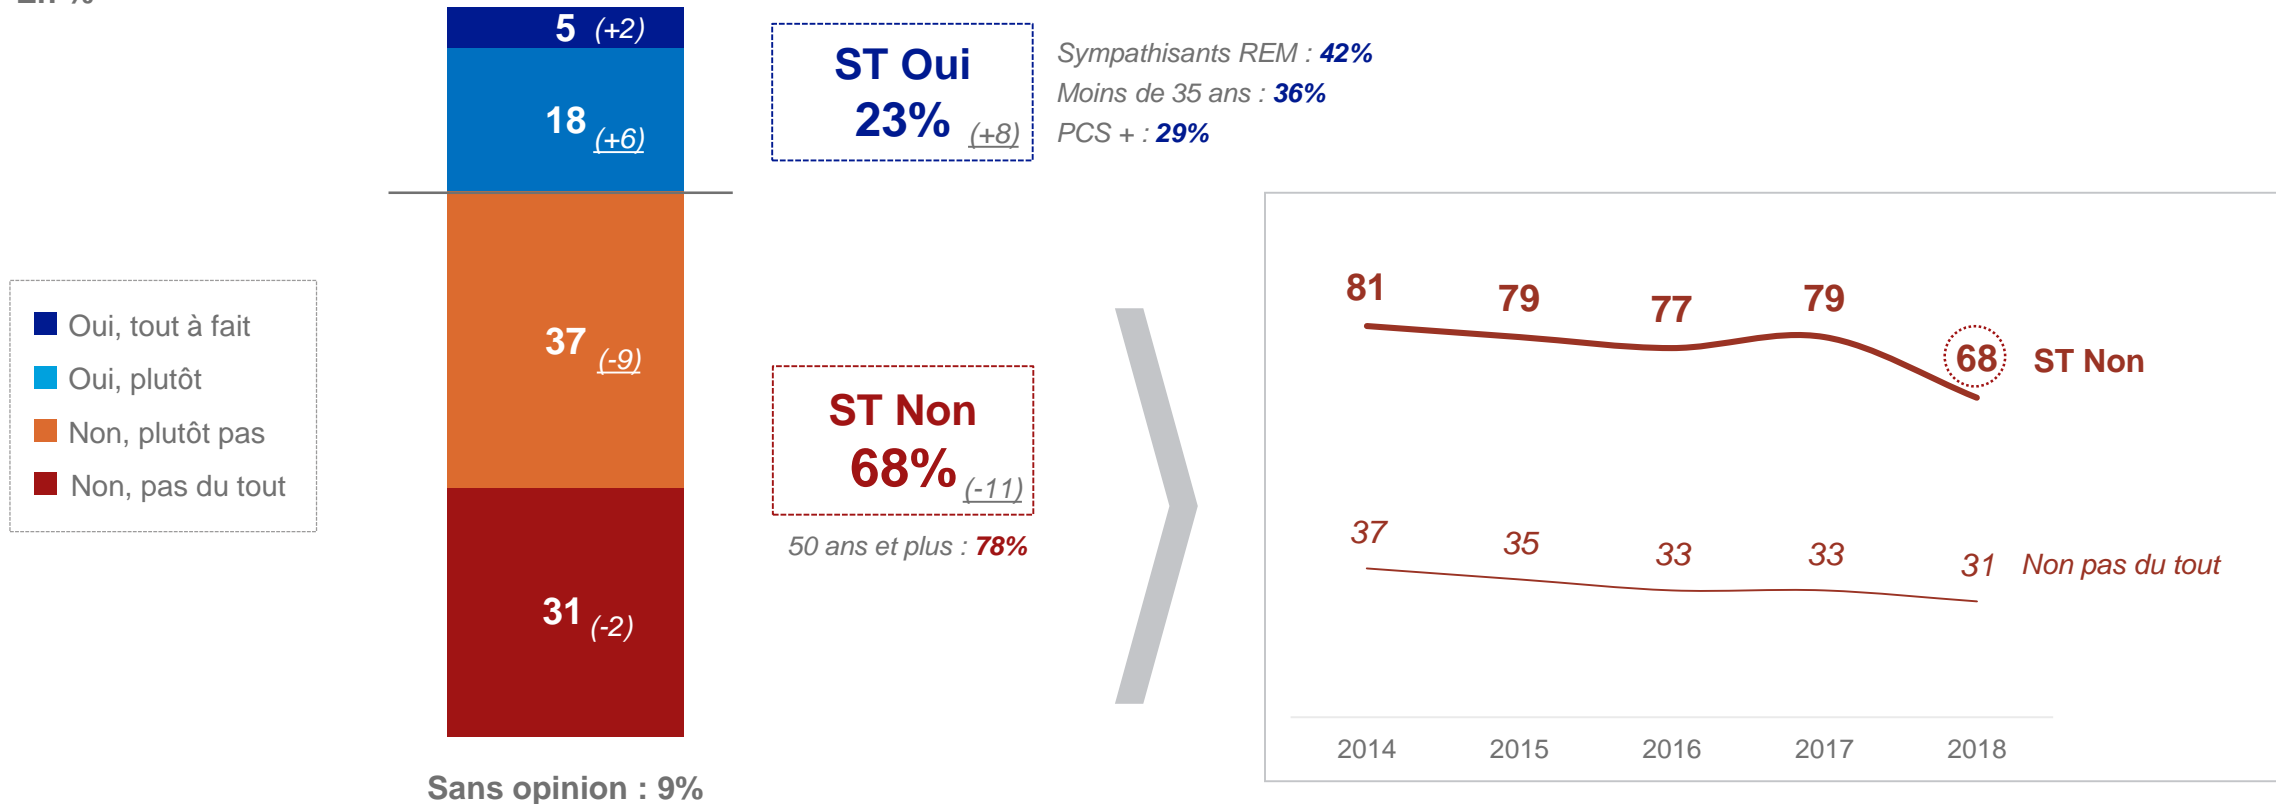 En %
5 (+2)
18 (+6)
37 (-9)
31 (-2)
Sans opinion : 9%
Oui, tout à fait
Oui, plutôt
Non, plutôt pas
Non, pas du tout
ST Oui
23% (+8)
Sympathisants REM : 42%
Moins de 35 ans : 36%
PCS + : 29%
ST Non
68% (-11)
50 ans et plus : 78%
81 79 77 79 68 ST Non
37 35 33 33 31 Non pas du tout
2014 2015 2016 2017 2018